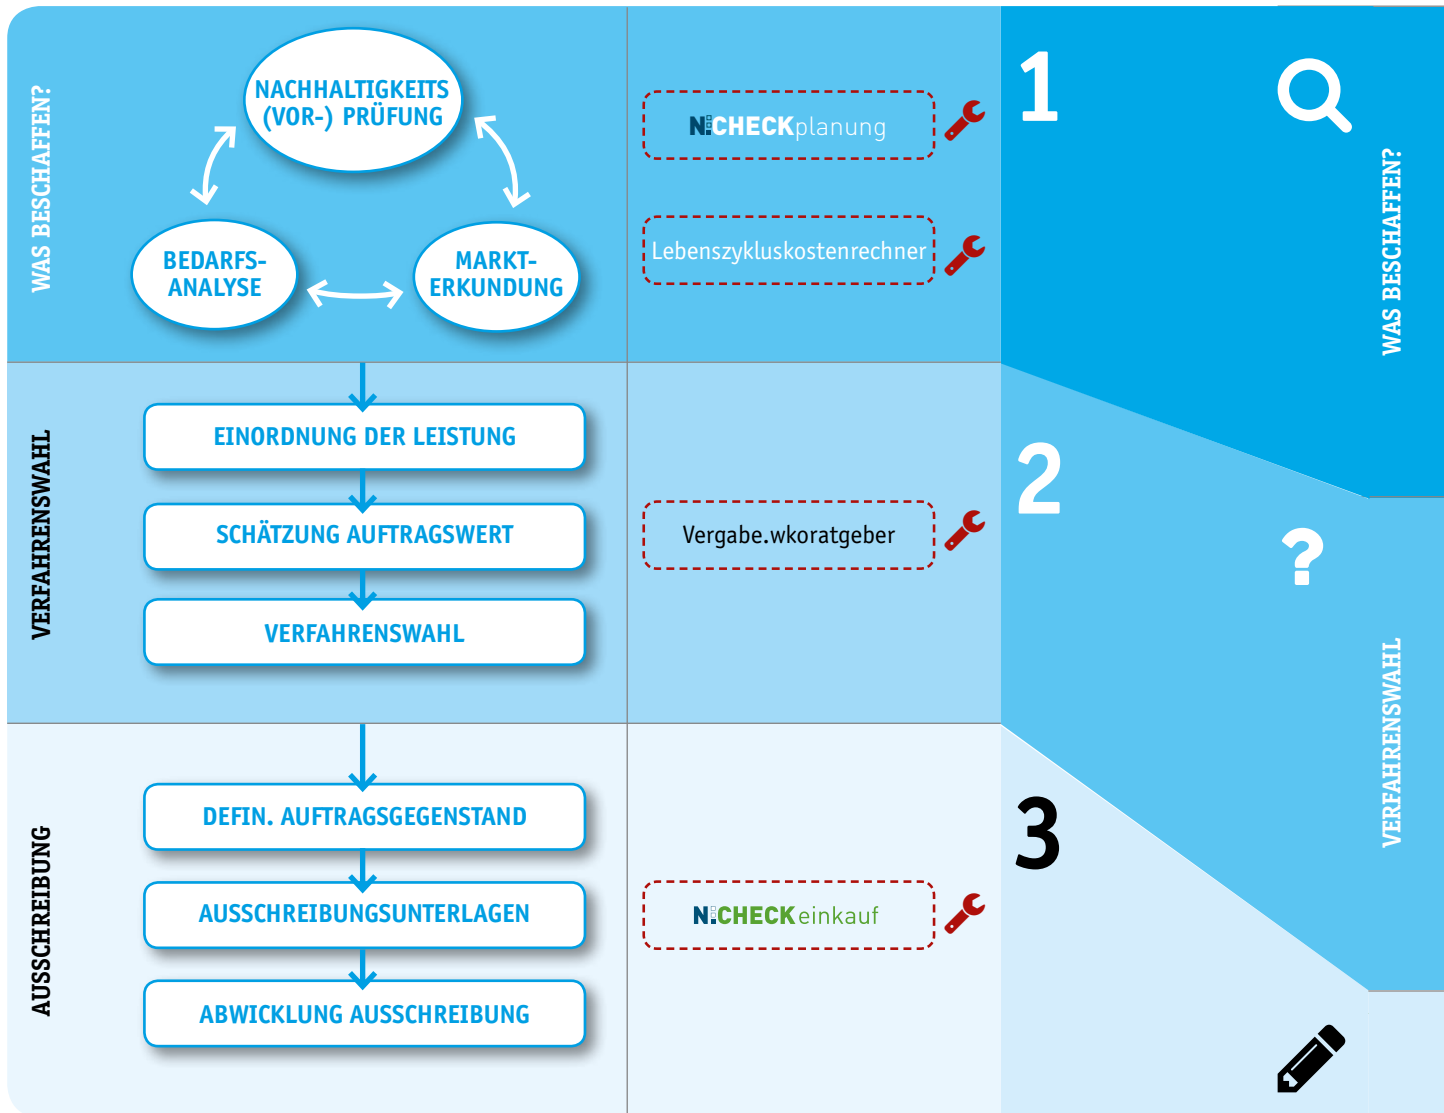 WAS BESCHAFFEN?
NACHHALTIGKEITS
(VOR-) PRÜFUNG
BEDARFS-
ANALYSE
MARKT-
ERKUNDUNG
N:CHECKplanung
Lebenszykluskostenrechner
1
WAS BESCHAFFEN?
VERFAHRENSWAHL
EINORDNUNG DER LEISTUNG
SCHÄTZUNG AUFTRAGSWERT
VERFAHRENSWAHL
Vergabe.wkoratgeber
2
?
VERFAHRENSWAHL
AUSSCHREIBUNG
DEFIN. AUFTRAGSGEGENSTAND
AUSSCHREIBUNGSUNTERLAGEN
ABWICKLUNG AUSSCHREIBUNG
N:CHECKeinkauf
3